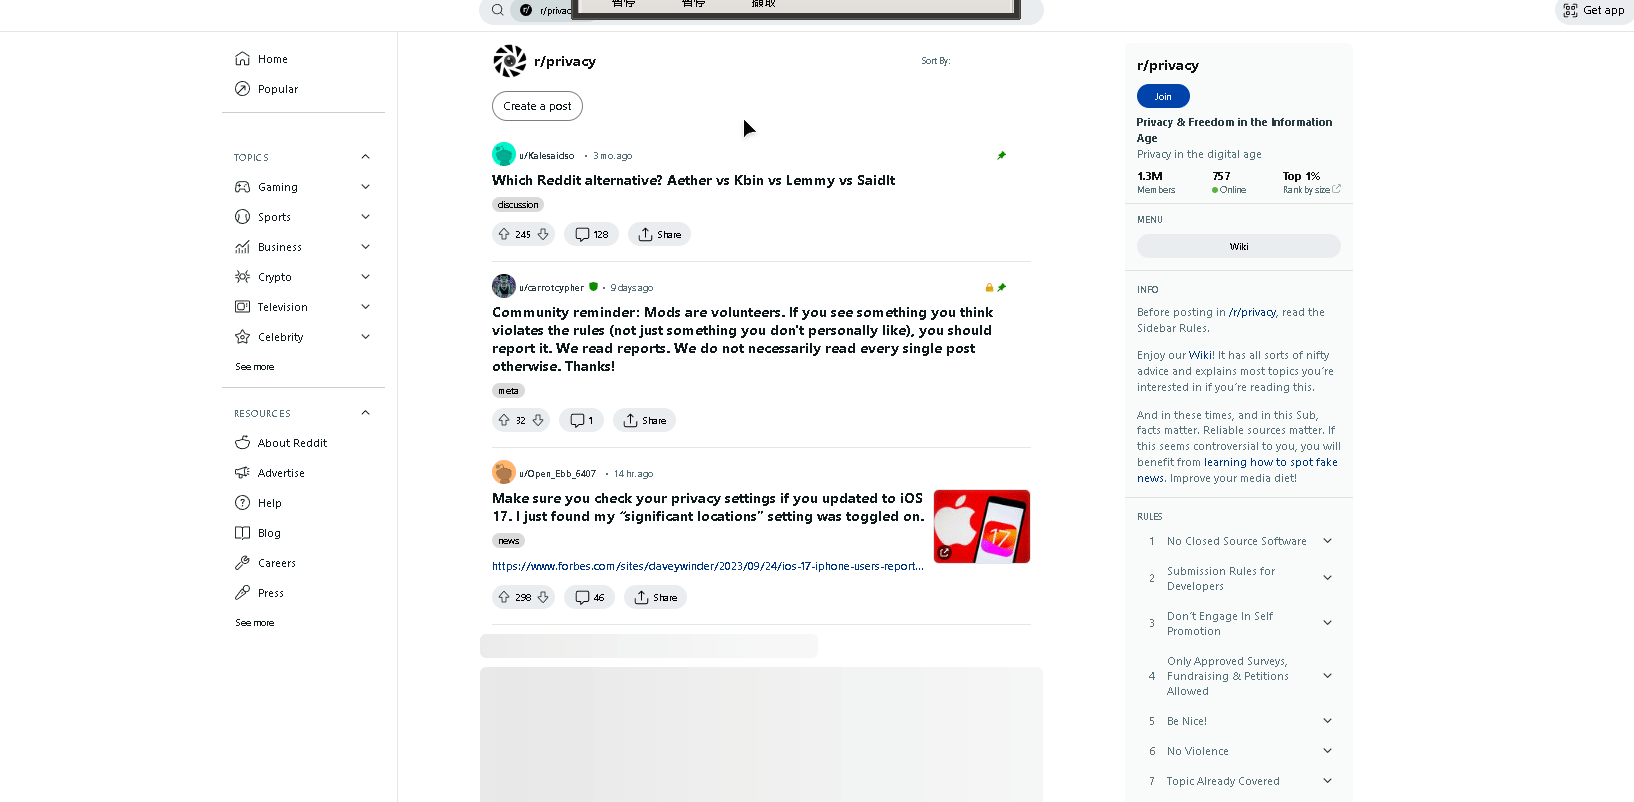 r/privac
Get app
Home
Popular
TOPICS
Gaming
Sports
Business
Crypto
Television
Celebrity
See more
RESOURCES
About Reddit
Advertise
Help
Blog
Careers
Press
See more
r/privacy
Sort By:
Create a post
u/Kalesaidso • 3 mo. ago
Which Reddit alternative? Aether vs Kbin vs Lemmy vs SaidIt
discussion
245
128
Share
u/carrotcypher • 9 days ago
Community reminder: Mods are volunteers. If you see something you think
violates the rules (not just something you don't personally like), you should
report it. We read reports. We do not necessarily read every single post
otherwise. Thanks!
meta
32
1
Share
u/Open_Ebb_6407 • 14 hr. ago
Make sure you check your privacy settings if you updated to iOS
17. I just found my “significant locations” setting was toggled on.
17
news
https://www.forbes.com/sites/daveywinder/2023/09/24/ios-17-iphone-users-report...
298
46
Share
r/privacy
Join
Privacy & Freedom in the Information
Age
Privacy in the digital age
1.3M 757 Top 1%
Members Online Rank by size
MENU
Wiki
INFO
Before posting in /r/privacy, read the
Sidebar Rules.
Enjoy our Wiki! It has all sorts of nifty
advice and explains most topics you're
interested in if you're reading this.
And in these times, and in this Sub,
facts matter. Reliable sources matter. If
this seems controversial to you, you will
benefit from learning how to spot fake
news. Improve your media diet!
RULES
1 No Closed Source Software
2 Submission Rules for
Developers
3 Don't Engage In Self
Promotion
4 Only Approved Surveys,
Fundraising & Petitions
Allowed
5 Be Nice!
6 No Violence
7 Topic Already Covered